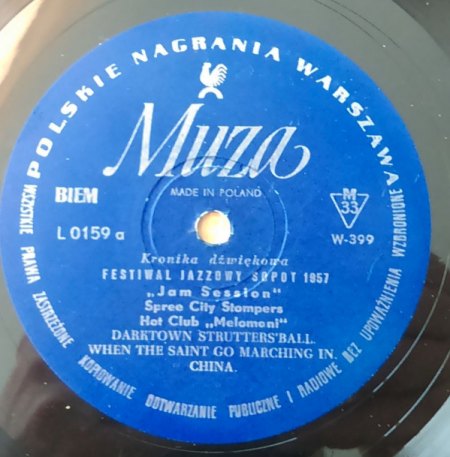 POLSKIE NAGRANIA WARSZAWA
Muza
MADE IN POLAND
BIEM
M
33
L 0159 a
W-399
Kronika dźwiękowa
FESTIWAL JAZZOWY SOPOT 1957
„Jam Session"
Spree City Stompers
Hot Club „Melomani"
DARKTOWN STRUTTERS'BALL.
WHEN THE SAINT GO MARCHING IN.
CHINA.
WSZYSTKIE PRAWA ZASTRZEŻONE KOPIOWANIE ODTWARZANIE PUBLICZNE I RADIOWE BEZ UPOWAŻNIENIA WZBRONIONE